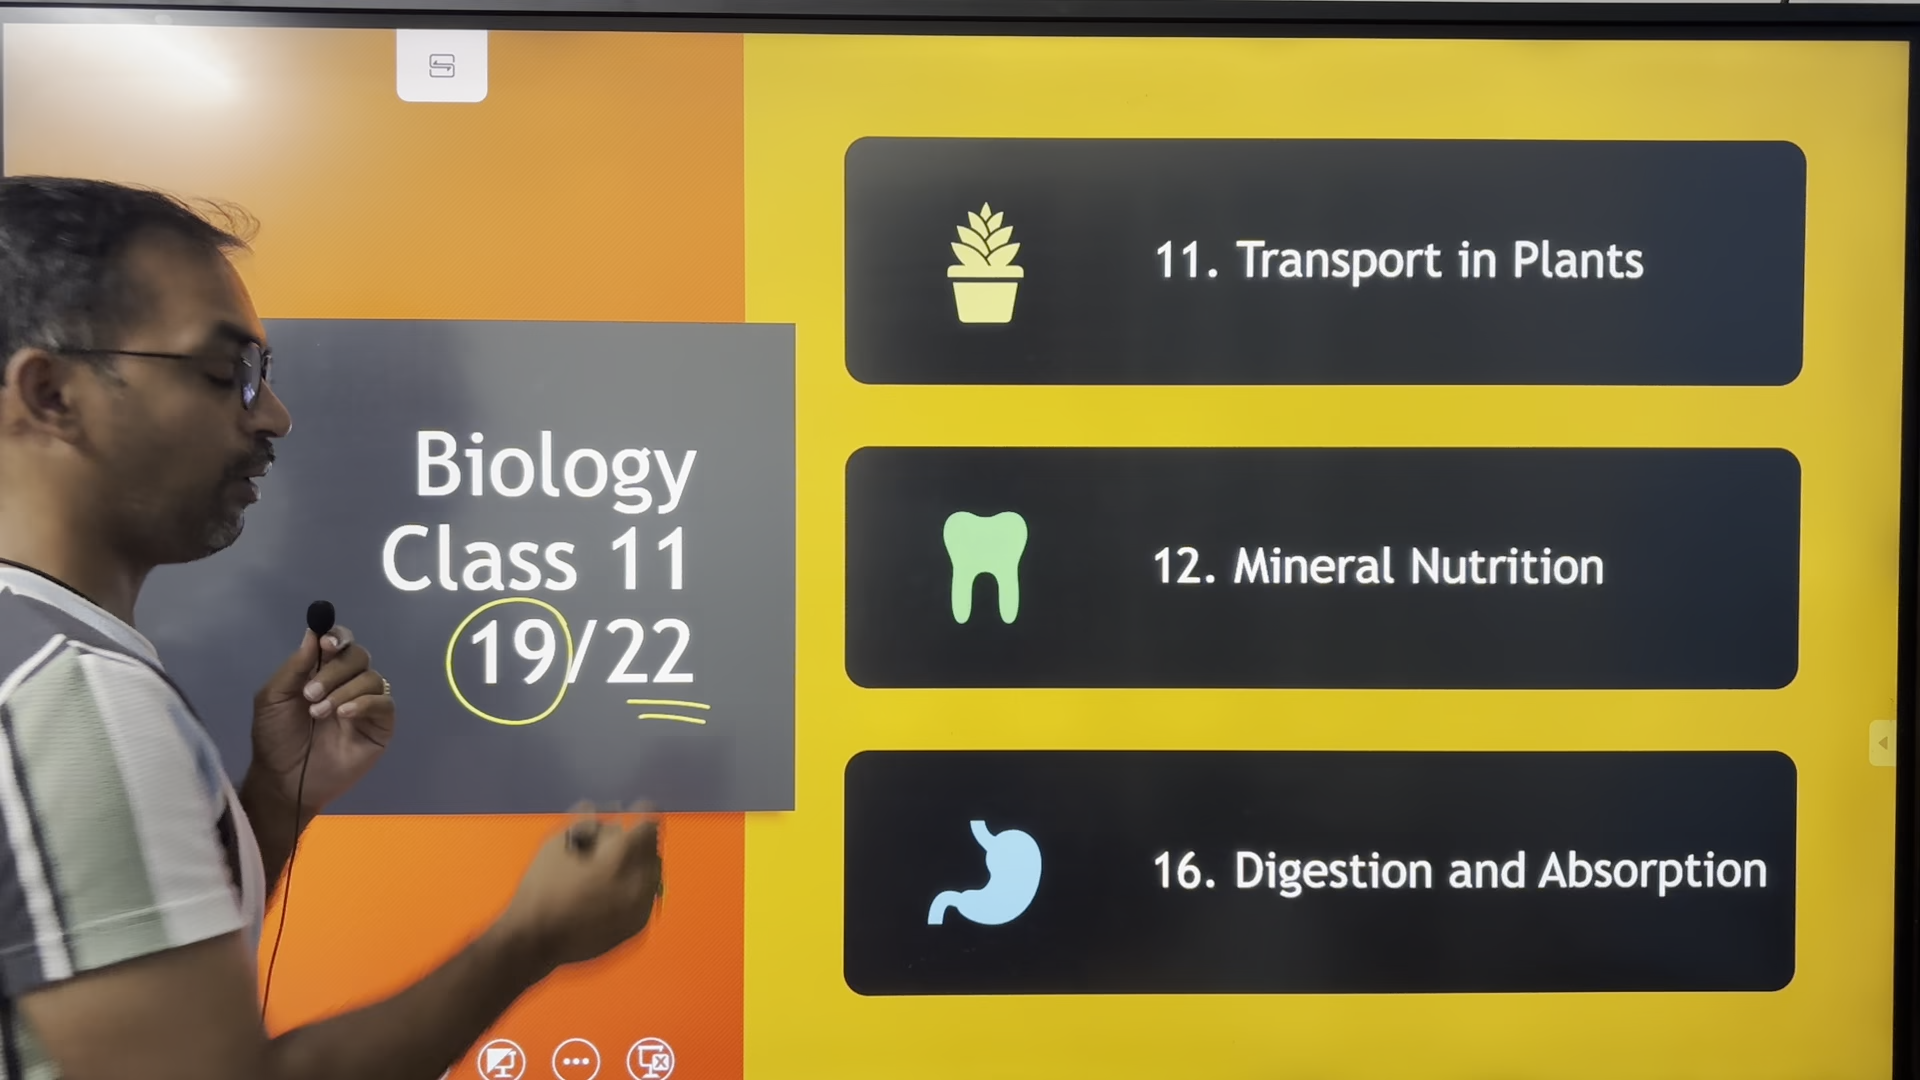 Biology
Class 11
19/22
11. Transport in Plants
12. Mineral Nutrition
16. Digestion and Absorption